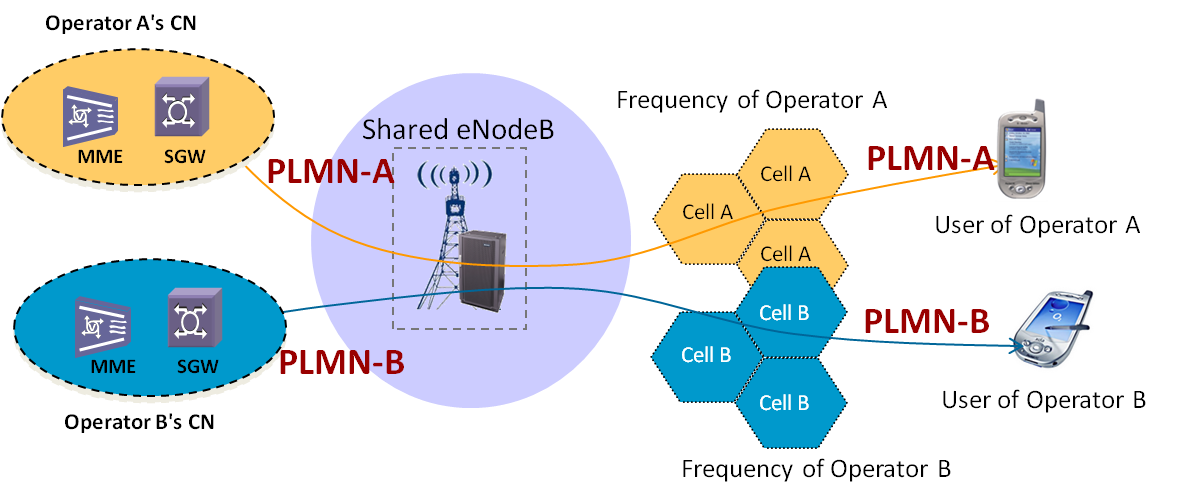 Operator A's CN
MME
SGW
PLMN-A
Shared eNodeB
Frequency of Operator A
Cell A
Cell A
Cell A
PLMN-A
User of Operator A
MME
SGW
PLMN-B
Operator B's CN
Cell B
Cell B
Cell B
PLMN-B
User of Operator B
Frequency of Operator B